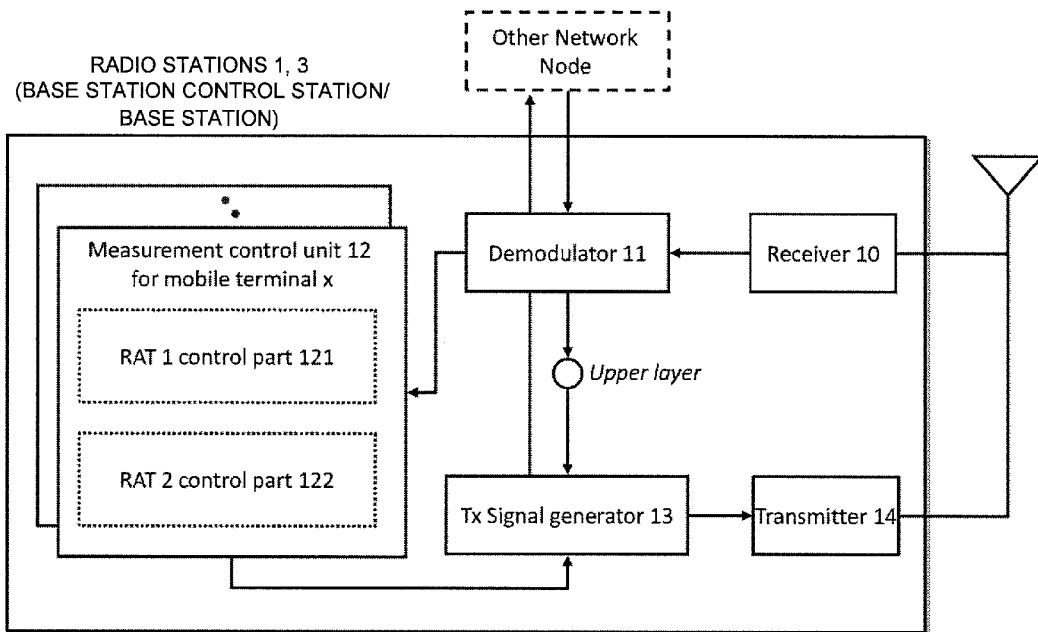 Other Network
Node
RADIO STATIONS 1, 3
(BASE STATION CONTROL STATION/
BASE STATION)
Measurement control unit 12
for mobile terminal x
Demodulator 11
Receiver 10
RAT 1 control part 121
Upper layer
RAT 2 control part 122
Tx Signal generator 13
Transmitter 14